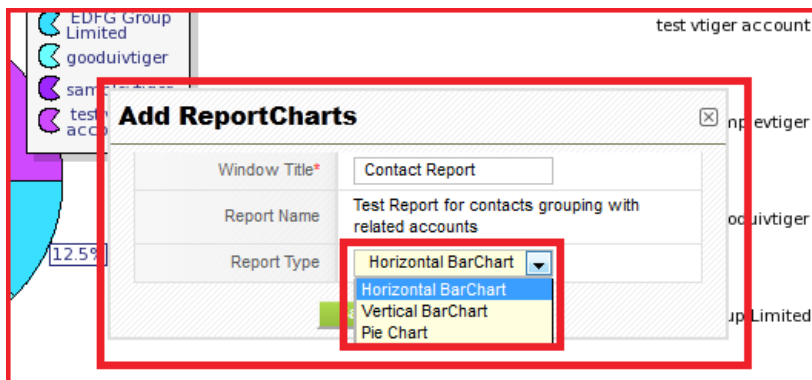 EDFG Group
Limited
gooduivtiger
test vtiger account
Add ReportCharts
Window Title*
Contact Report
Report Name
Test Report for contacts grouping with
related accounts
12.5%
Report Type
Horizontal BarChart
Horizontal BarChart
Vertical BarChart
Pie Chart
Limited